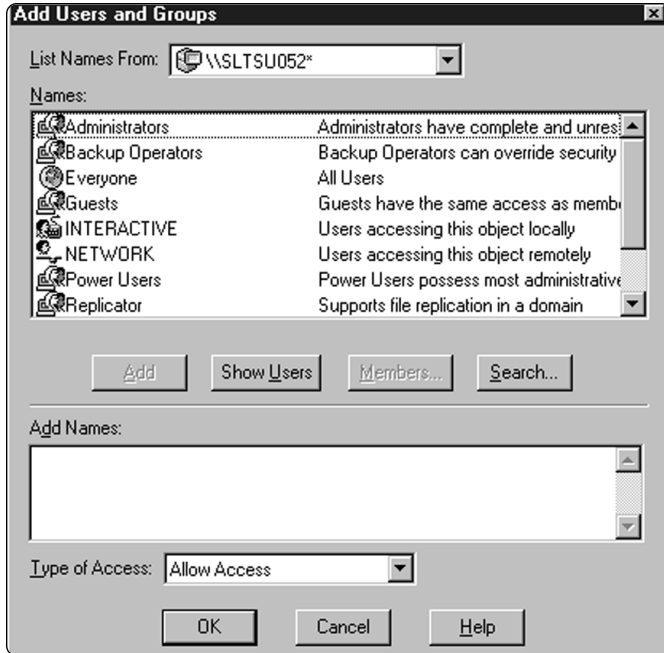 Add Users and Groups
List Names From: \\SLTSU052*
Names:
Administrators Administrators have complete and unres
Backup Operators Backup Operators can override security
Everyone All Users
Guests Guests have the same access as memb
INTERACTIVE Users accessing this object locally
NETWORK Users accessing this object remotely
Power Users Power Users possess most administrative
Replicator Supports file replication in a domain
Add Show Users Members... Search...
Add Names:
Type of Access: Allow Access
OK Cancel Help